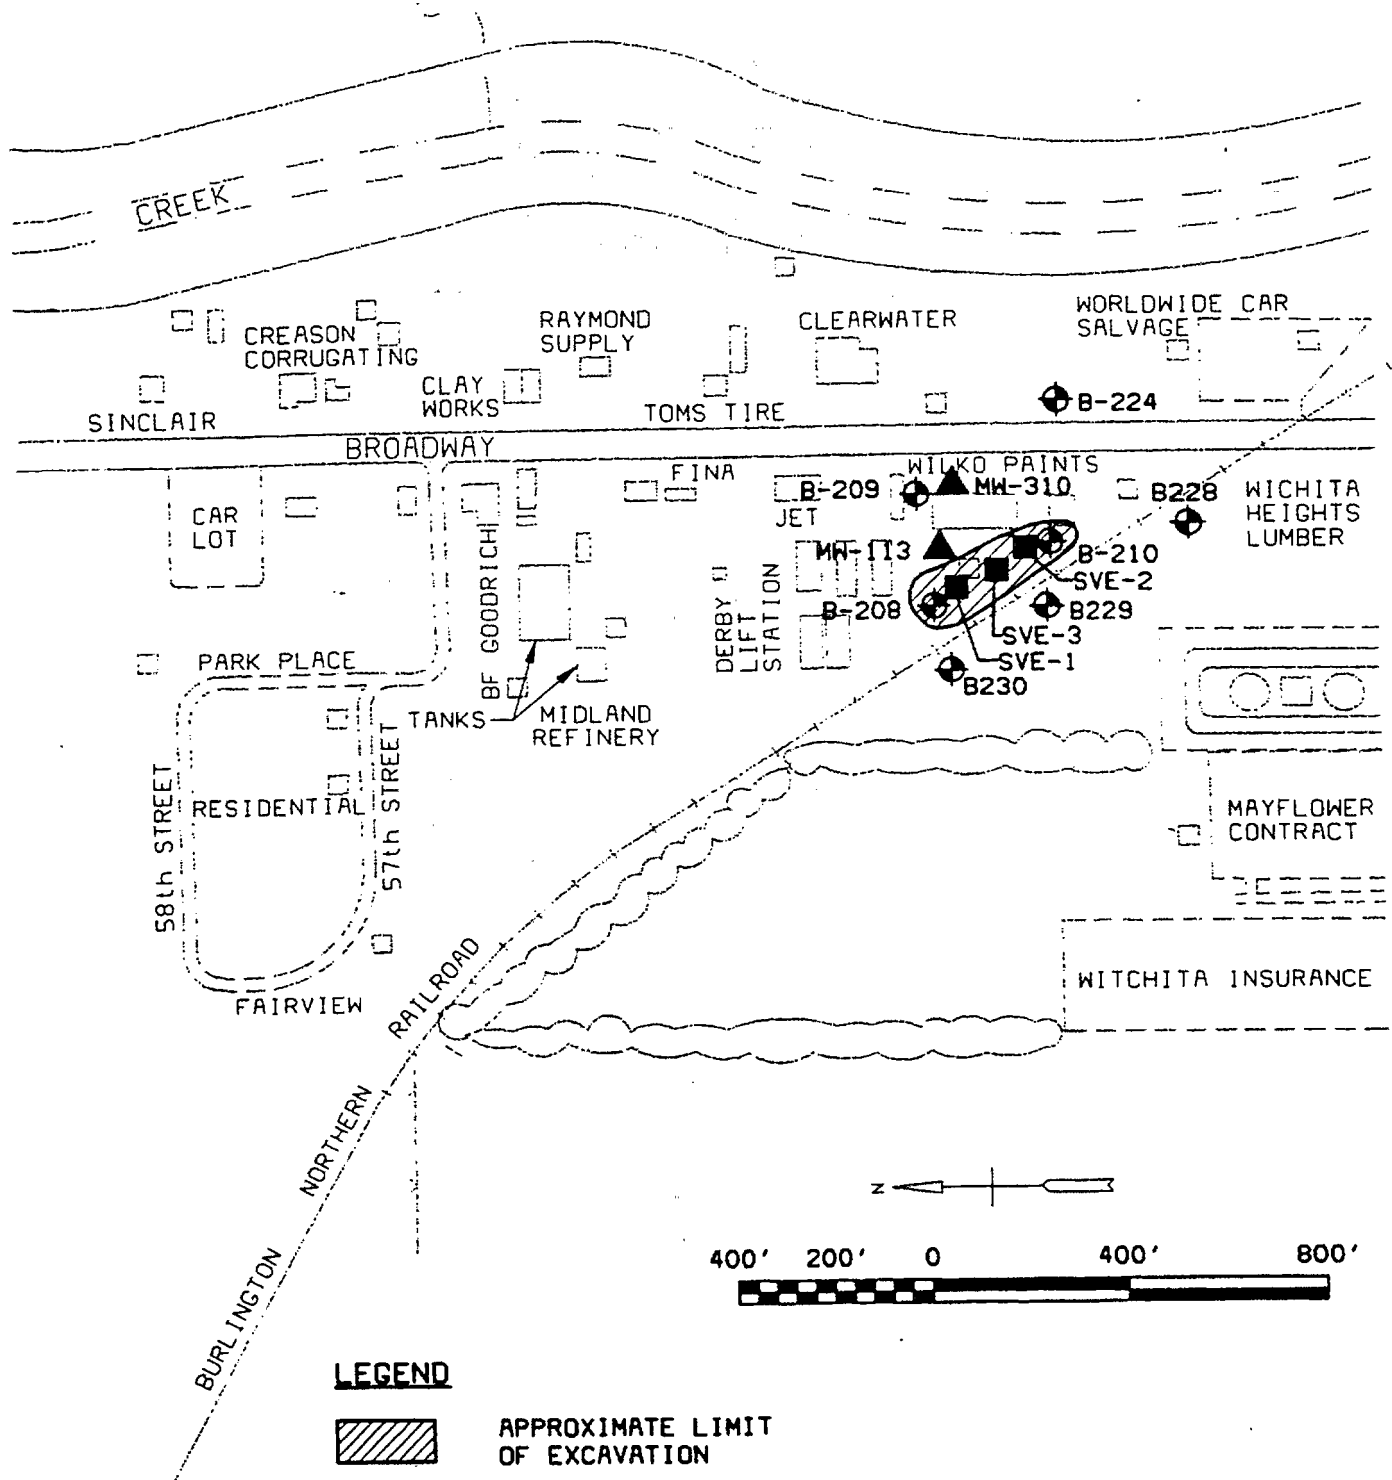 CREEK
CREASON
CORRUGATING
RAYMOND
SUPPLY
CLEARWATER
WORLDWIDE CAR
SALVAGE
CLAY
WORKS
SINCLAIR
TOMS TIRE
B-224
BROADWAY
FINA
WILKO PAINTS
B-209
MW-310
B228
WICHITA
HEIGHTS
LUMBER
CAR
LOT
BF GOODRICH
JET
MW-113
B-210
SVE-2
DERBY
LIFT
STATION
B-208
B229
SVE-3
SVE-1
B230
PARK PLACE
TANKS
MIDLAND
REFINERY
58th STREET
RESIDENTIAL
57th STREET
MAYFLOWER
CONTRACT
FAIRVIEW
WITCHITA INSURANCE
BURLINGTON NORTHERN RAILROAD
N
400' 200' 0 400' 800'
LEGEND
APPROXIMATE LIMIT
OF EXCAVATION